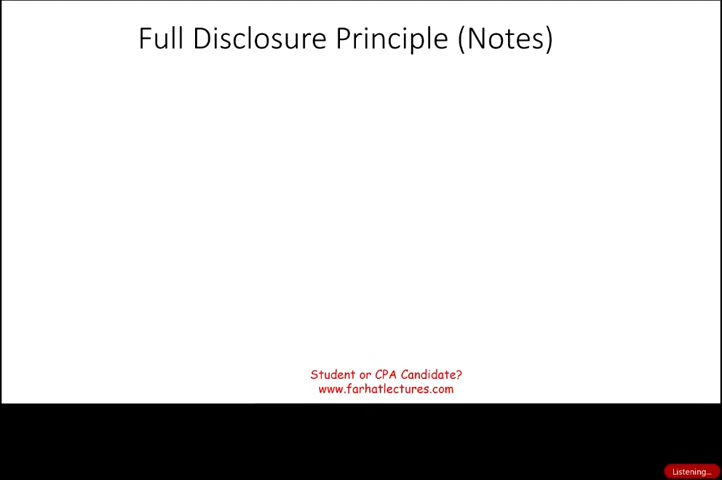 Full Disclosure Principle (Notes)
Student or CPA Candidate?
www.farhatlectures.com
Listening...